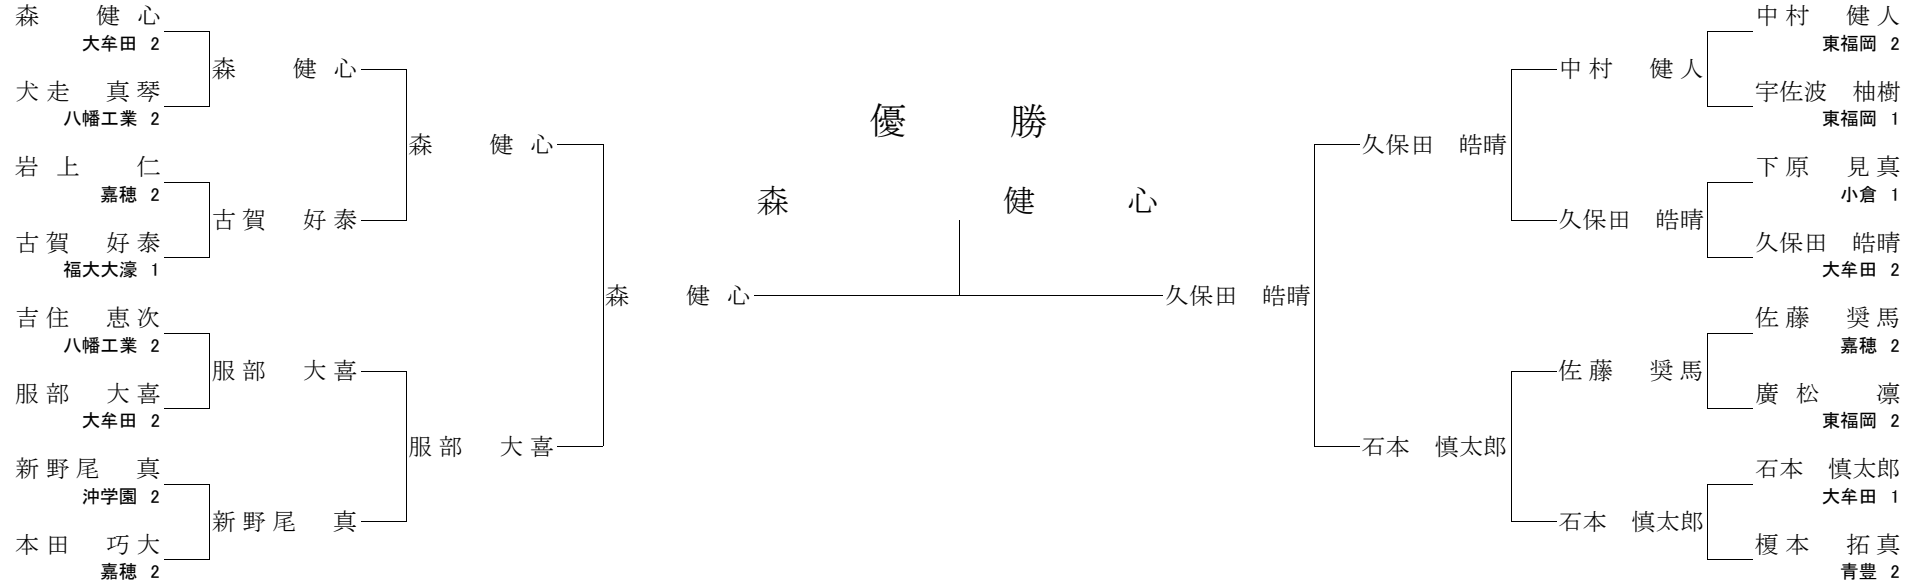 森 健心
大牟田 2
犬走 真琴
八幡工業 2
岩上 仁
嘉穂 2
古賀 好泰
福大大濠 1
吉住 恵次
八幡工業 2
服部 大喜
大牟田 2
新野尾 真
沖学園 2
本田 巧大
嘉穂 2
森 健心
古賀 好泰
服部 大喜
新野尾 真
森 健心
服部 大喜
森 健心
優勝
森 健心
久保田 皓晴
久保田 皓晴
石本 慎太郎
中村 健人
久保田 皓晴
佐藤 奨馬
石本 慎太郎
中村 健人
東福岡 2
宇佐波 柚樹
東福岡 1
下原 見真
小倉 1
久保田 皓晴
大牟田 2
佐藤 奨馬
嘉穂 2
廣松 凛
東福岡 2
石本 慎太郎
大牟田 1
榎本 拓真
青豊 2